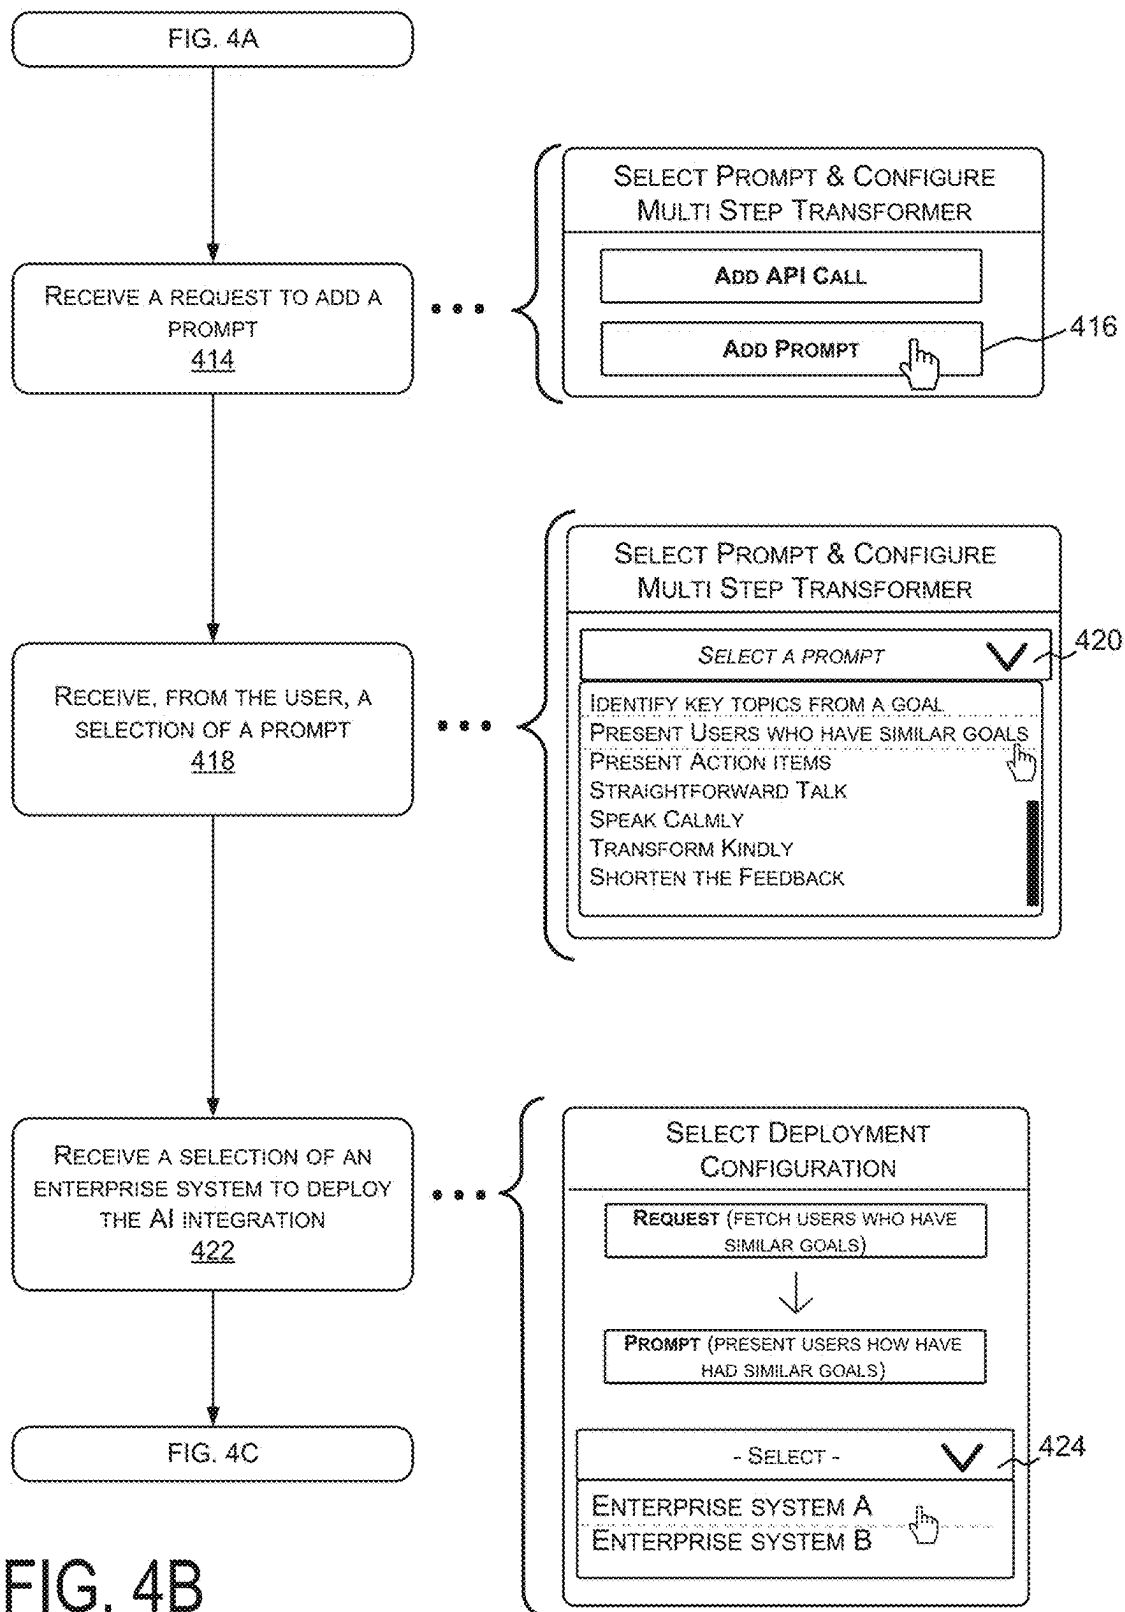 FIG. 4A
RECEIVE A REQUEST TO ADD A
PROMPT
414
SELECT PROMPT & CONFIGURE
MULTI STEP TRANSFORMER
ADD API CALL
ADD PROMPT
416
RECEIVE, FROM THE USER, A
SELECTION OF A PROMPT
418
SELECT PROMPT & CONFIGURE
MULTI STEP TRANSFORMER
SELECT A PROMPT
420
IDENTIFY KEY TOPICS FROM A GOAL
PRESENT USERS WHO HAVE SIMILAR GOALS
PRESENT ACTION ITEMS
STRAIGHTFORWARD TALK
SPEAK CALMLY
TRANSFORM KINDLY
SHORTEN THE FEEDBACK
RECEIVE A SELECTION OF AN
ENTERPRISE SYSTEM TO DEPLOY
THE AI INTEGRATION
422
SELECT DEPLOYMENT
CONFIGURATION
REQUEST (FETCH USERS WHO HAVE
SIMILAR GOALS)
PROMPT (PRESENT USERS HOW HAVE
HAD SIMILAR GOALS)
- SELECT -
424
ENTERPRISE SYSTEM A
ENTERPRISE SYSTEM B
FIG. 4C
FIG. 4B